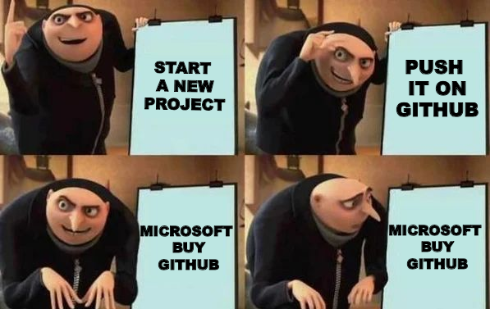 START
A NEW
PROJECT
PUSH
IT ON
GITHUB
MICROSOFT
BUY
GITHUB
MICROSOFT
BUY
GITHUB